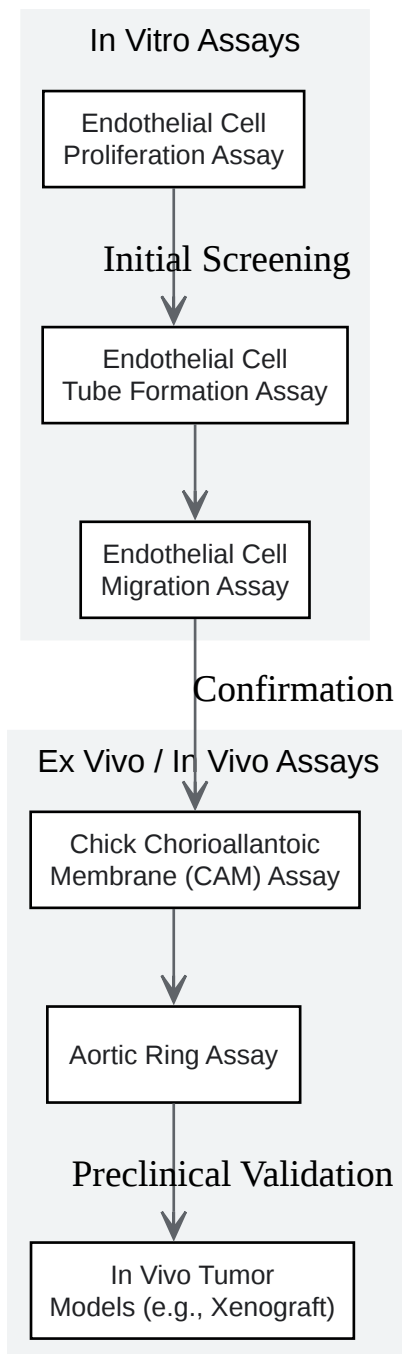 In Vitro Assays
Endothelial Cell
Proliferation Assay
Initial Screening
Endothelial Cell
Tube Formation Assay
Endothelial Cell
Migration Assay
Confirmation
Ex Vivo / In Vivo Assays
Chick Chorioallantoic
Membrane (CAM) Assay
Aortic Ring Assay
Preclinical Validation
In Vivo Tumor
Models (e.g., Xenograft)